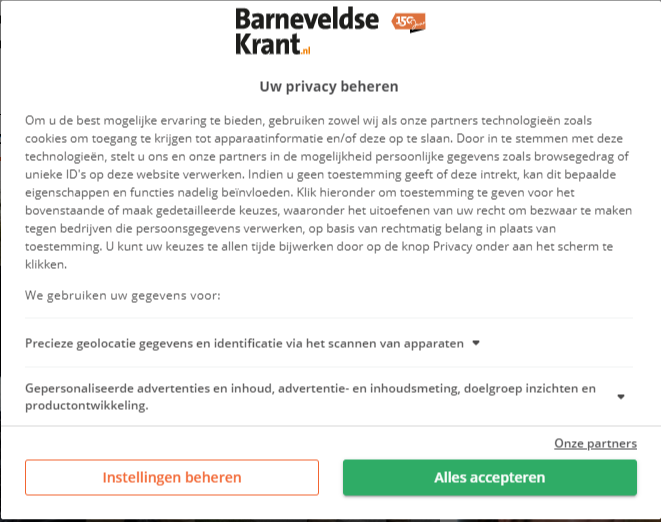 Barneveldse
150 jaar
Krant.nl
Uw privacy beheren
Om u de best mogelijke ervaring te bieden, gebruiken zowel wij als onze partners technologieën zoals
cookies om toegang te krijgen tot apparaatinformatie en/of deze op te slaan. Door in te stemmen met deze
technologieën, stelt u ons en onze partners in de mogelijkheid persoonlijke gegevens zoals browsegedrag of
unieke ID's op deze website verwerken. Indien u geen toestemming geeft of deze intrekt, kan dit bepaalde
eigenschappen en functies nadelig beïnvloeden. Klik hieronder om toestemming te geven voor het
bovenstaande of maak gedetailleerde keuzes, waaronder het uitoefenen van uw recht om bezwaar te maken
tegen bedrijven die persoonsgegevens verwerken, op basis van rechtmatig belang in plaats van
toestemming. U kunt uw keuzes te allen tijde bijwerken door op de knop Privacy onder aan het scherm te
klikken.
We gebruiken uw gegevens voor:
Precieze geolocatie gegevens en identificatie via het scannen van apparaten
Gepersonaliseerde advertenties en inhoud, advertentie- en inhoudsmeting, doelgroep inzichten en
productontwikkeling.
Onze partners
Instellingen beheren
Alles accepteren